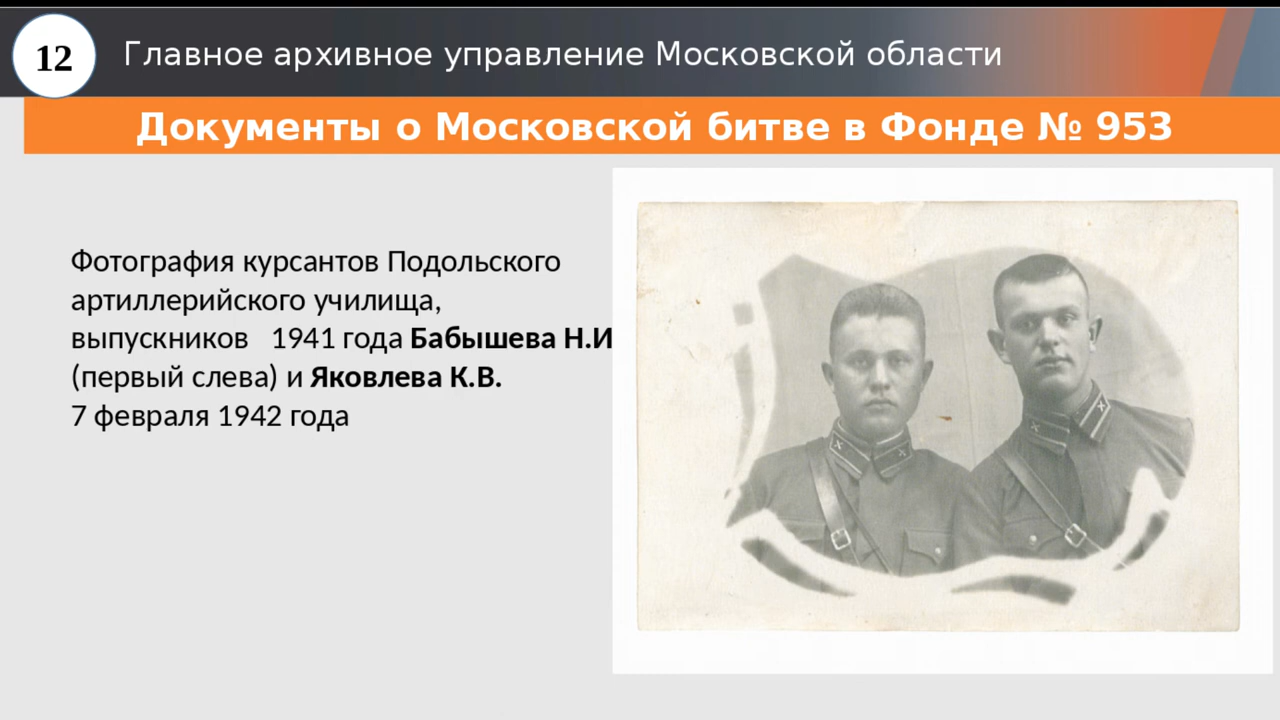 12
Главное архивное управление Московской области
Документы о Московской битве в Фонде № 953
Фотография курсантов Подольского
артиллерийского училища,
выпускников 1941 года Бабышева Н.И
(первый слева) и Яковлева К.В.
7 февраля 1942 года